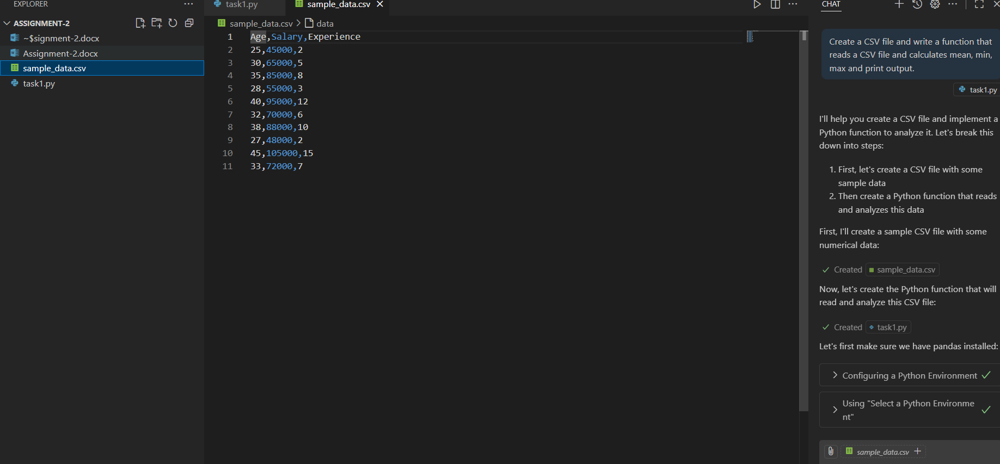 EXPLORER
ASSIGNMENT-2
~$signment-2.docx
Assignment-2.docx
sample_data.csv
task1.py
task1.py
sample_data.csv
sample_data.csv > data
1 Age,Salary,Experience
2 25,45000,2
3 30,65000,5
4 35,85000,8
5 28,55000,3
6 40,95000,12
7 32,70000,6
8 38,88000,10
9 27,48000,2
10 45,105000,15
11 33,72000,7
CHAT
Create a CSV file and write a function that
reads a CSV file and calculates mean, min,
max and print output.
task1.py
I'll help you create a CSV file and implement a
Python function to analyze it. Let's break this
down into steps:
1. First, let's create a CSV file with some
sample data
2. Then create a Python function that reads
and analyzes this data
First, I'll create a sample CSV file with some
numerical data:
Created sample_data.csv
Now, let's create the Python function that will
read and analyze this CSV file:
Created task1.py
Let's first make sure we have pandas installed:
Configuring a Python Environment
Using "Select a Python Environme
nt"
sample_data.csv